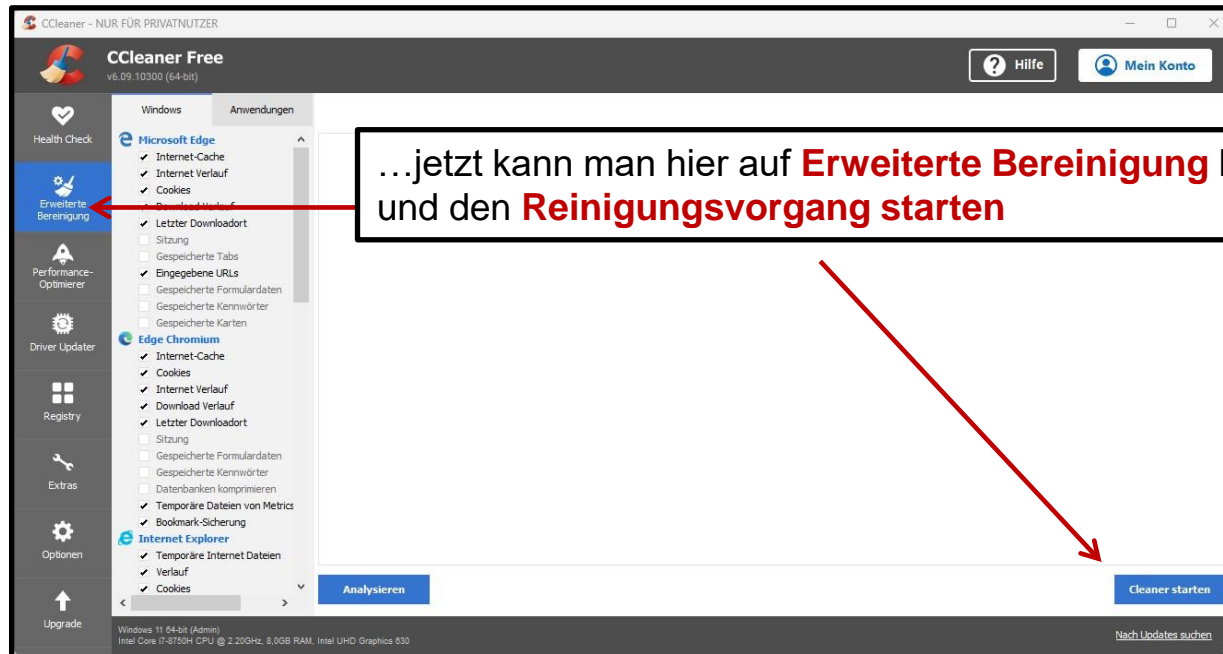 CCleaner - NUR FÜR PRIVATNUTZER
CCleaner Free
v6.09.10300 (64-bit)
Hilfe
Mein Konto
Health Check
Erweiterte
Bereinigung
Performance-
Optimierer
Driver Updater
Registry
Extras
Optionen
Upgrade
Windows
Anwendungen
Microsoft Edge
Internet-Cache
Internet Verlauf
Cookies
Download Verlauf
Letzter Downloadort
Sitzung
Gespeicherte Tabs
Eingegebene URLs
Gespeicherte Formulardaten
Gespeicherte Kennwörter
Gespeicherte Karten
Edge Chromium
Internet-Cache
Cookies
Internet Verlauf
Download Verlauf
Letzter Downloadort
Sitzung
Gespeicherte Formulardaten
Gespeicherte Kennwörter
Datenbanken komprimieren
Temporäre Dateien von Metrics
Bookmark-Sicherung
Internet Explorer
Temporäre Internet Dateien
Verlauf
Cookies
…jetzt kann man hier auf Erweiterte Bereinigung
und den Reinigungsvorgang starten
Analysieren
Cleaner starten
Windows 11 64-bit (Admin)
Intel Core i7-8750H CPU @ 2.20GHz, 8,0GB RAM, Intel UHD Graphics 630
Nach Updates suchen